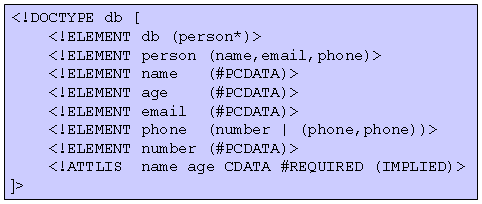 <!DOCTYPE db [
<!ELEMENT db (person*)>
<!ELEMENT person (name,email,phone)>
<!ELEMENT name (#PCDATA)>
<!ELEMENT age (#PCDATA)>
<!ELEMENT email (#PCDATA)>
<!ELEMENT phone (number | (phone,phone))>
<!ELEMENT number (#PCDATA)>
<!ATTLIS name age CDATA #REQUIRED (IMPLIED)>
]>